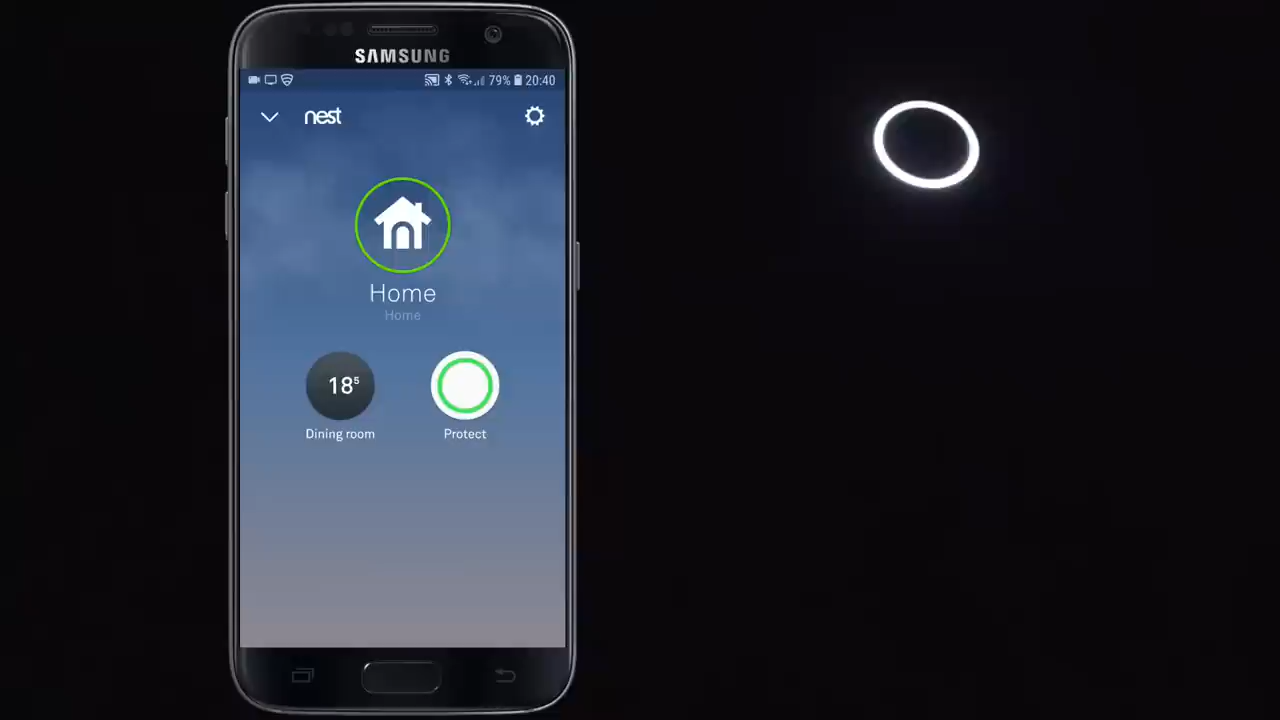 SAMSUNG
79% 20:40
nest
Home
Home
18⁵
Dining room
Protect